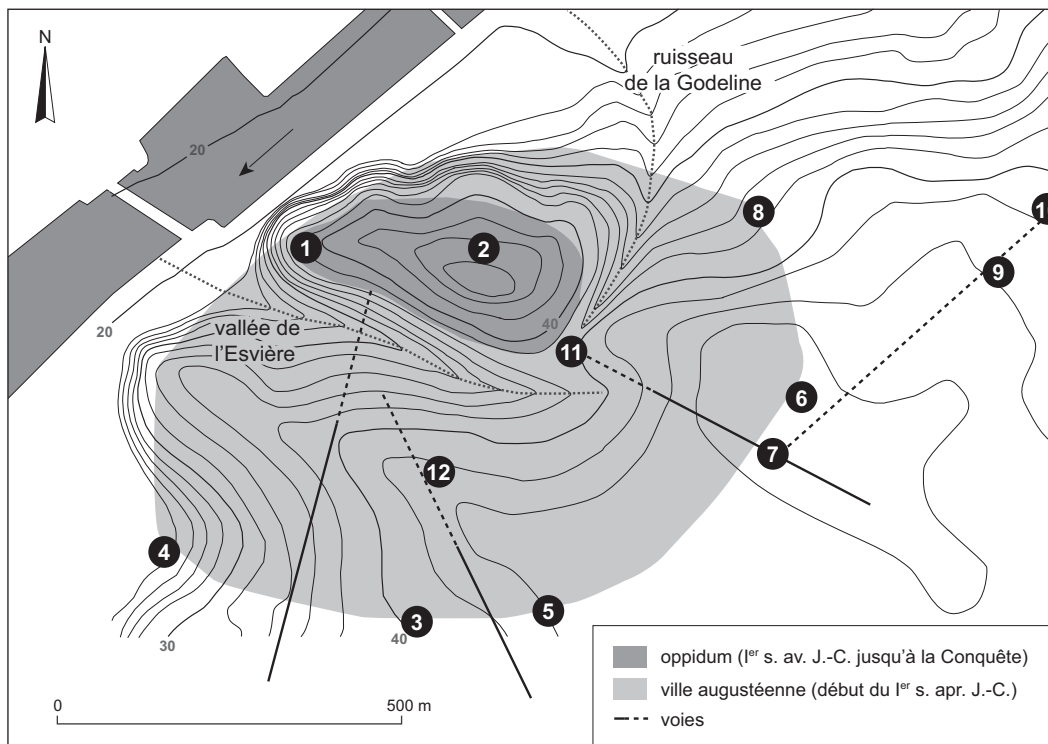 N
ruisseau
de la Godeline
20
8
1
2
9
20
vallée de
l'Esvière
40
11
6
7
12
4
5
3
40
30
0
500 m
oppidum (Ier s. av. J.-C. jusqu'à la Conquête)
ville augustéenne (début du Ier s. apr. J.-C.)
voies